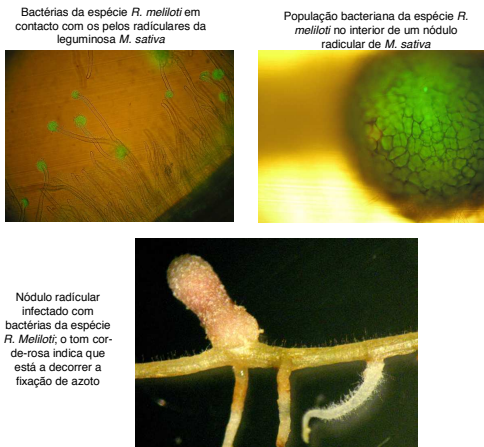 Bactérias da espécie R. meliloti em
contacto com os pelos radículares da
leguminosa M. sativa
População bacteriana da espécie R.
meliloti no interior de um nódulo
radicular de M. sativa
Nódulo radícular
infectado com
bactérias da espécie
R. Meliloti; o tom cor-
de-rosa indica que
está a decorrer a
fixação de azoto